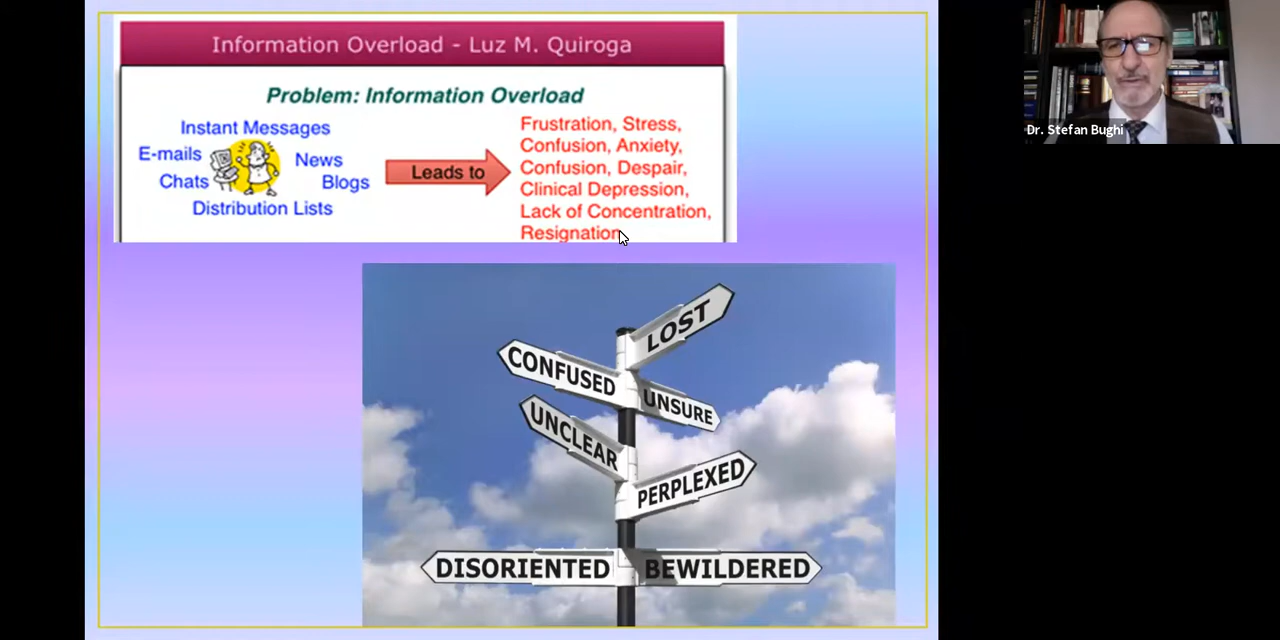 Information Overload - Luz M. Quiroga
Problem: Information Overload
Instant Messages
E-mails
News
Chats
Blogs
Distribution Lists
Leads to
Frustration, Stress,
Confusion, Anxiety,
Confusion, Despair,
Clinical Depression,
Lack of Concentration,
Resignation
Dr. Stefan Bughi
LOST
CONFUSED
UNSURE
UNCLEAR
PERPLEXED
DISORIENTED
BEWILDERED